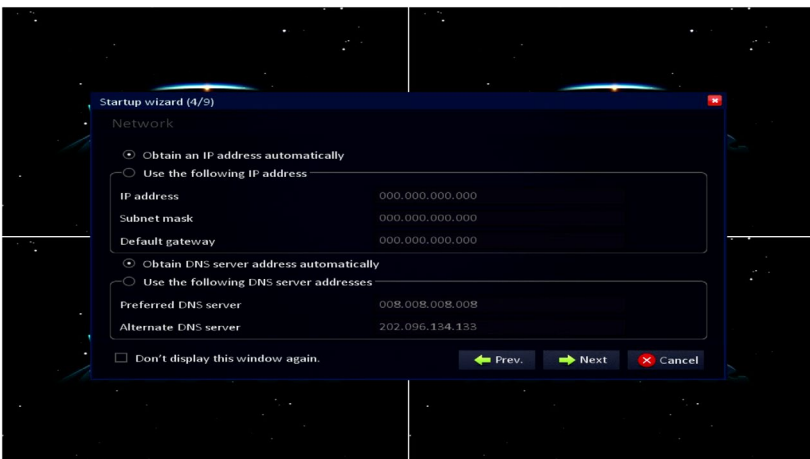 Startup wizard (4/9)
Network
Obtain an IP address automatically
Use the following IP address
IP address 000.000.000.000
Subnet mask 000.000.000.000
Default gateway 000.000.000.000
Obtain DNS server address automatically
Use the following DNS server addresses
Preferred DNS server 008.008.008.008
Alternate DNS server 202.096.134.133
Don't display this window again. Prev. Next Cancel